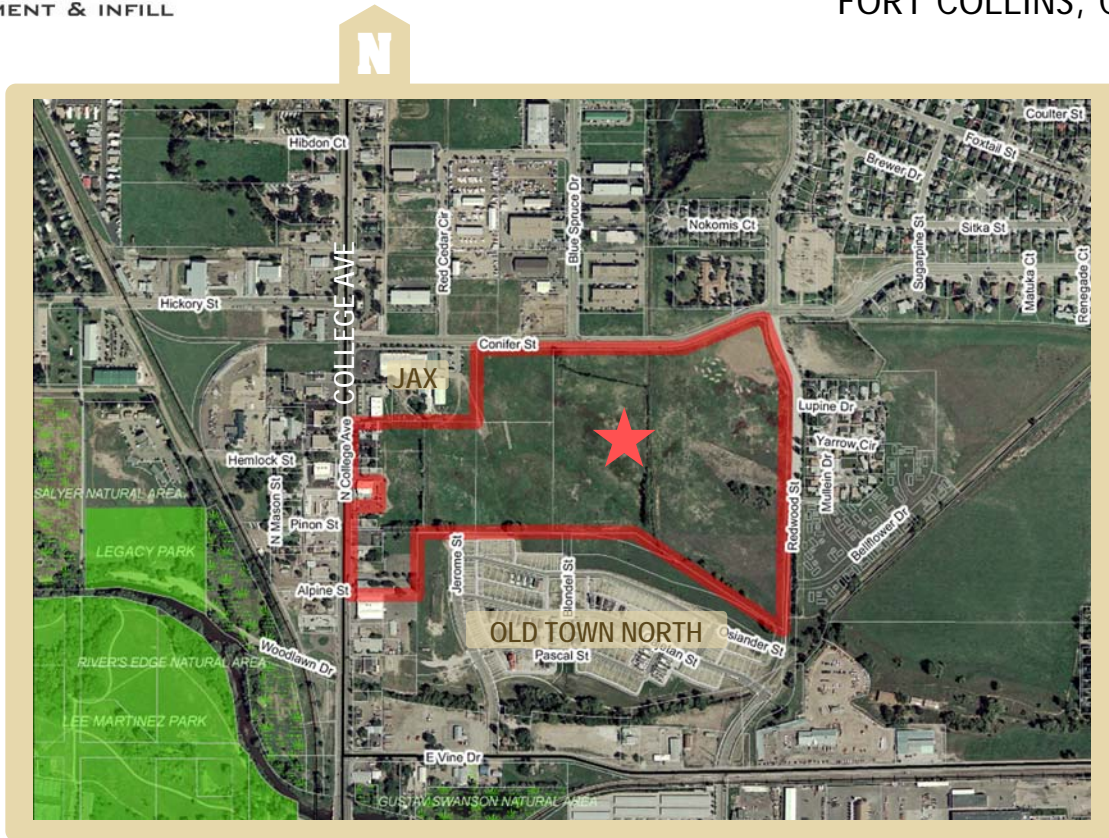 MENT & INFILL
FORT COLLINS,
N
Hibdon Ct
Coulter St
Foxtail St
Brewer Dr
Blue Spruce Dr
Red Cedar Cir
Nokomis Ct
Sugarpine St
Sitka St
COLLEGE AVE
Matuka Ct
Renegade Ct
Hickory St
Conifer St
JAX
Lupine Dr
N College Ave
Yarrow Cir
Hemlock St
N Mason St
Mullein Dr
SALYER NATURAL AREA
Redwood St
Pinon St
Bellflower Dr
LEGACY PARK
Jerome St
Blondel St
Alpine St
OLD TOWN NORTH
Osiander St
Woodlawn Dr
Pascal St
RIVER'S EDGE NATURAL AREA
LEE MARTINEZ PARK
E Vine Dr
GUSTAV SWANSON NATURAL AREA